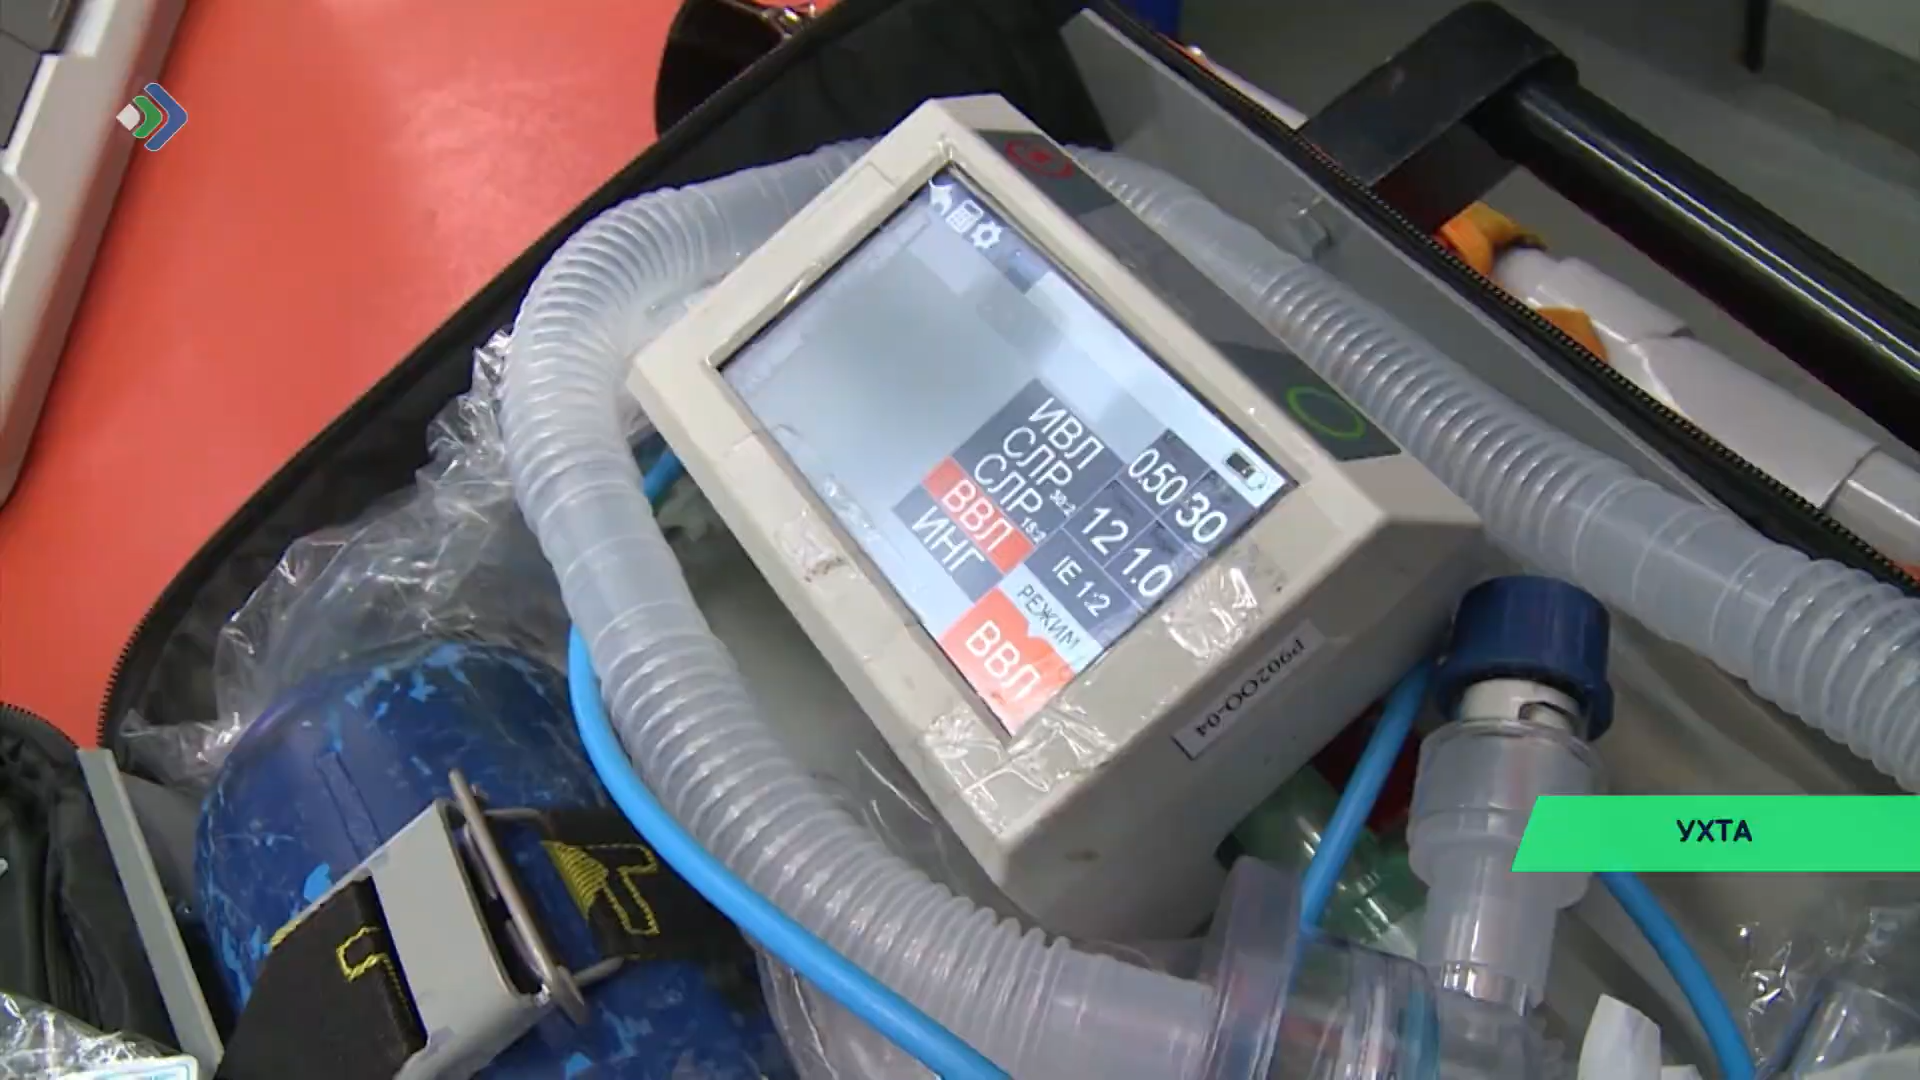 ИВЛ
СЛР 30:2
СЛР 15:2
ВВЛ
ИНГ
0.50 30
12 1.0
IE 1:2
РЕЖИМ
ВВЛ
Р902ОО-04
УХТА